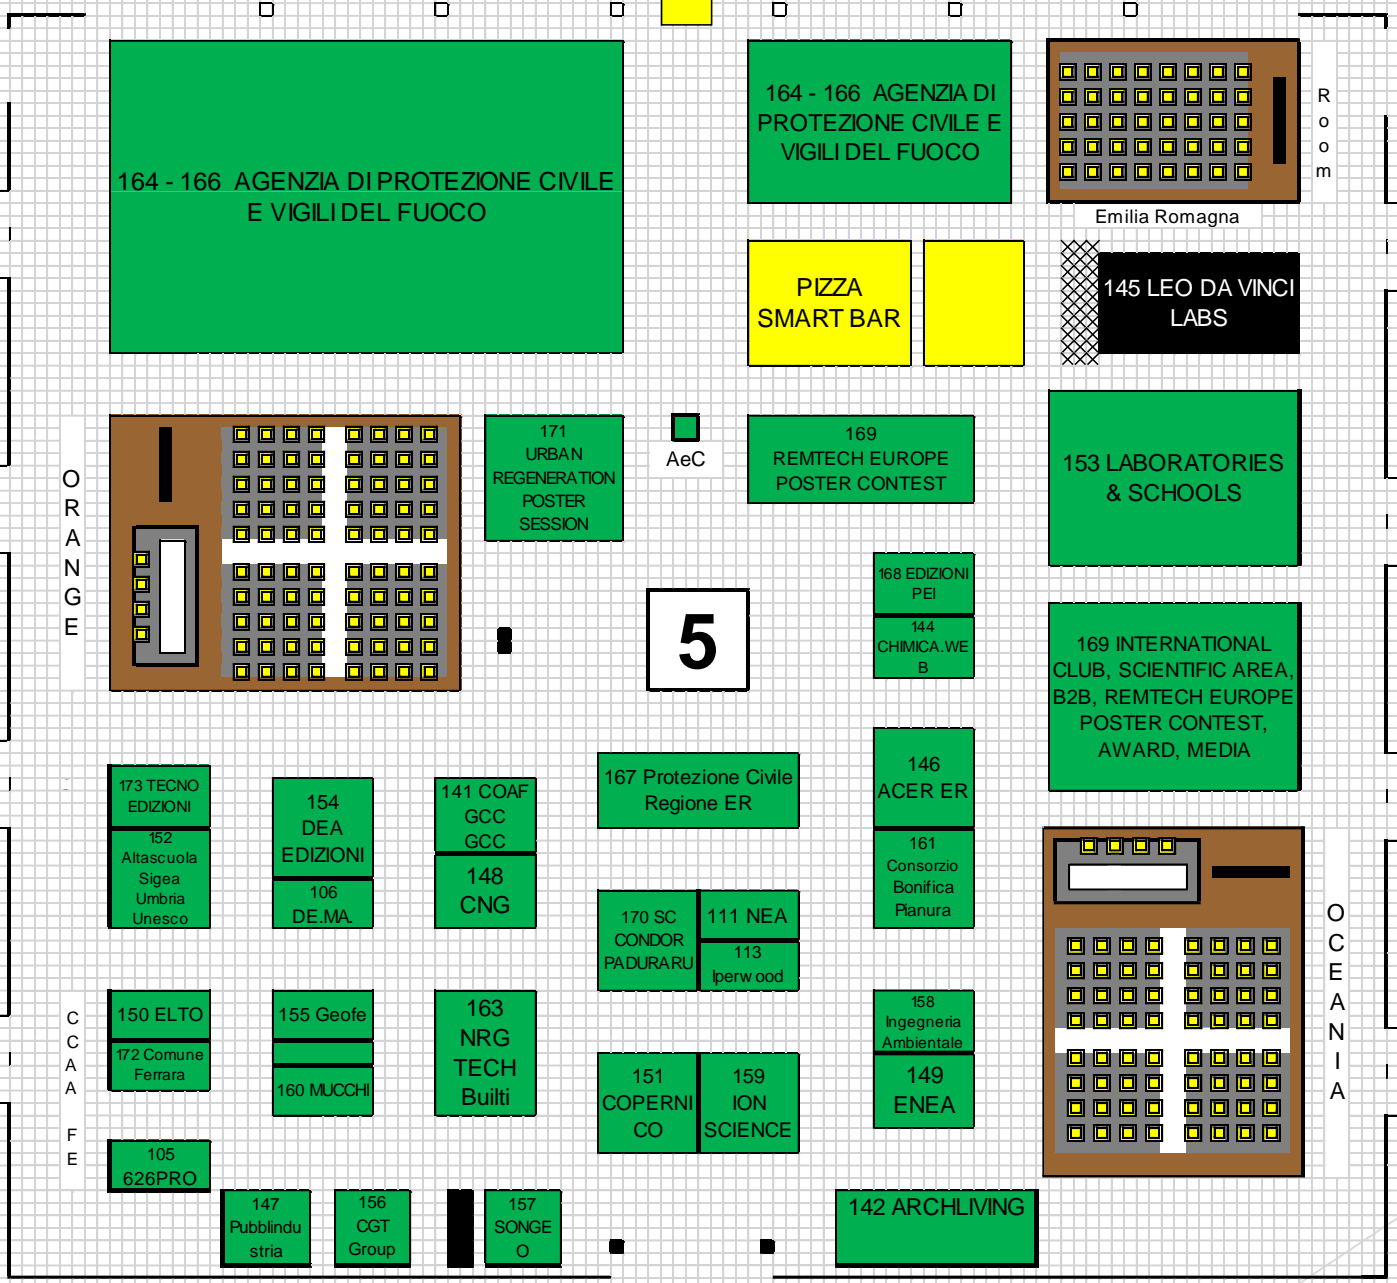 164 - 166 AGENZIA DI PROTEZIONE CIVILE
E VIGILI DEL FUOCO
164 - 166 AGENZIA DI
PROTEZIONE CIVILE E
VIGILI DEL FUOCO
Room
Emilia Romagna
PIZZA
SMART BAR
145 LEO DA VINCI
LABS
ORANGE
171
URBAN
REGENERATION
POSTER
SESSION
AeC
169
REMTECH EUROPE
POSTER CONTEST
153 LABORATORIES
& SCHOOLS
168 EDIZIONI
PEI
144
CHIMICA.WE
B
5
169 INTERNATIONAL
CLUB, SCIENTIFIC AREA,
B2B, REMTECH EUROPE
POSTER CONTEST,
AWARD, MEDIA
173 TECNO
EDIZIONI
152
Altascuola
Sigea
Umbria
Unesco
154
DEA
EDIZIONI
106
DE.MA.
141 COAF
GCC
GCC
148
CNG
167 Protezione Civile
Regione ER
146
ACER ER
161
Consorzio
Bonifica
Pianura
170 SC
CONDOR
PADURARU
111 NEA
113
Iperwood
OCEANIA
CCAA FE
150 ELTO
172 Comune
Ferrara
155 Geofe
160 MUCCHI
163
NRG
TECH
Builti
151
COPERNI
CO
159
ION
SCIENCE
158
Ingegneria
Ambientale
149
ENEA
105
626PRO
147
Pubblindu
stria
156
CGT
Group
157
SONGE
O
142 ARCHLIVING